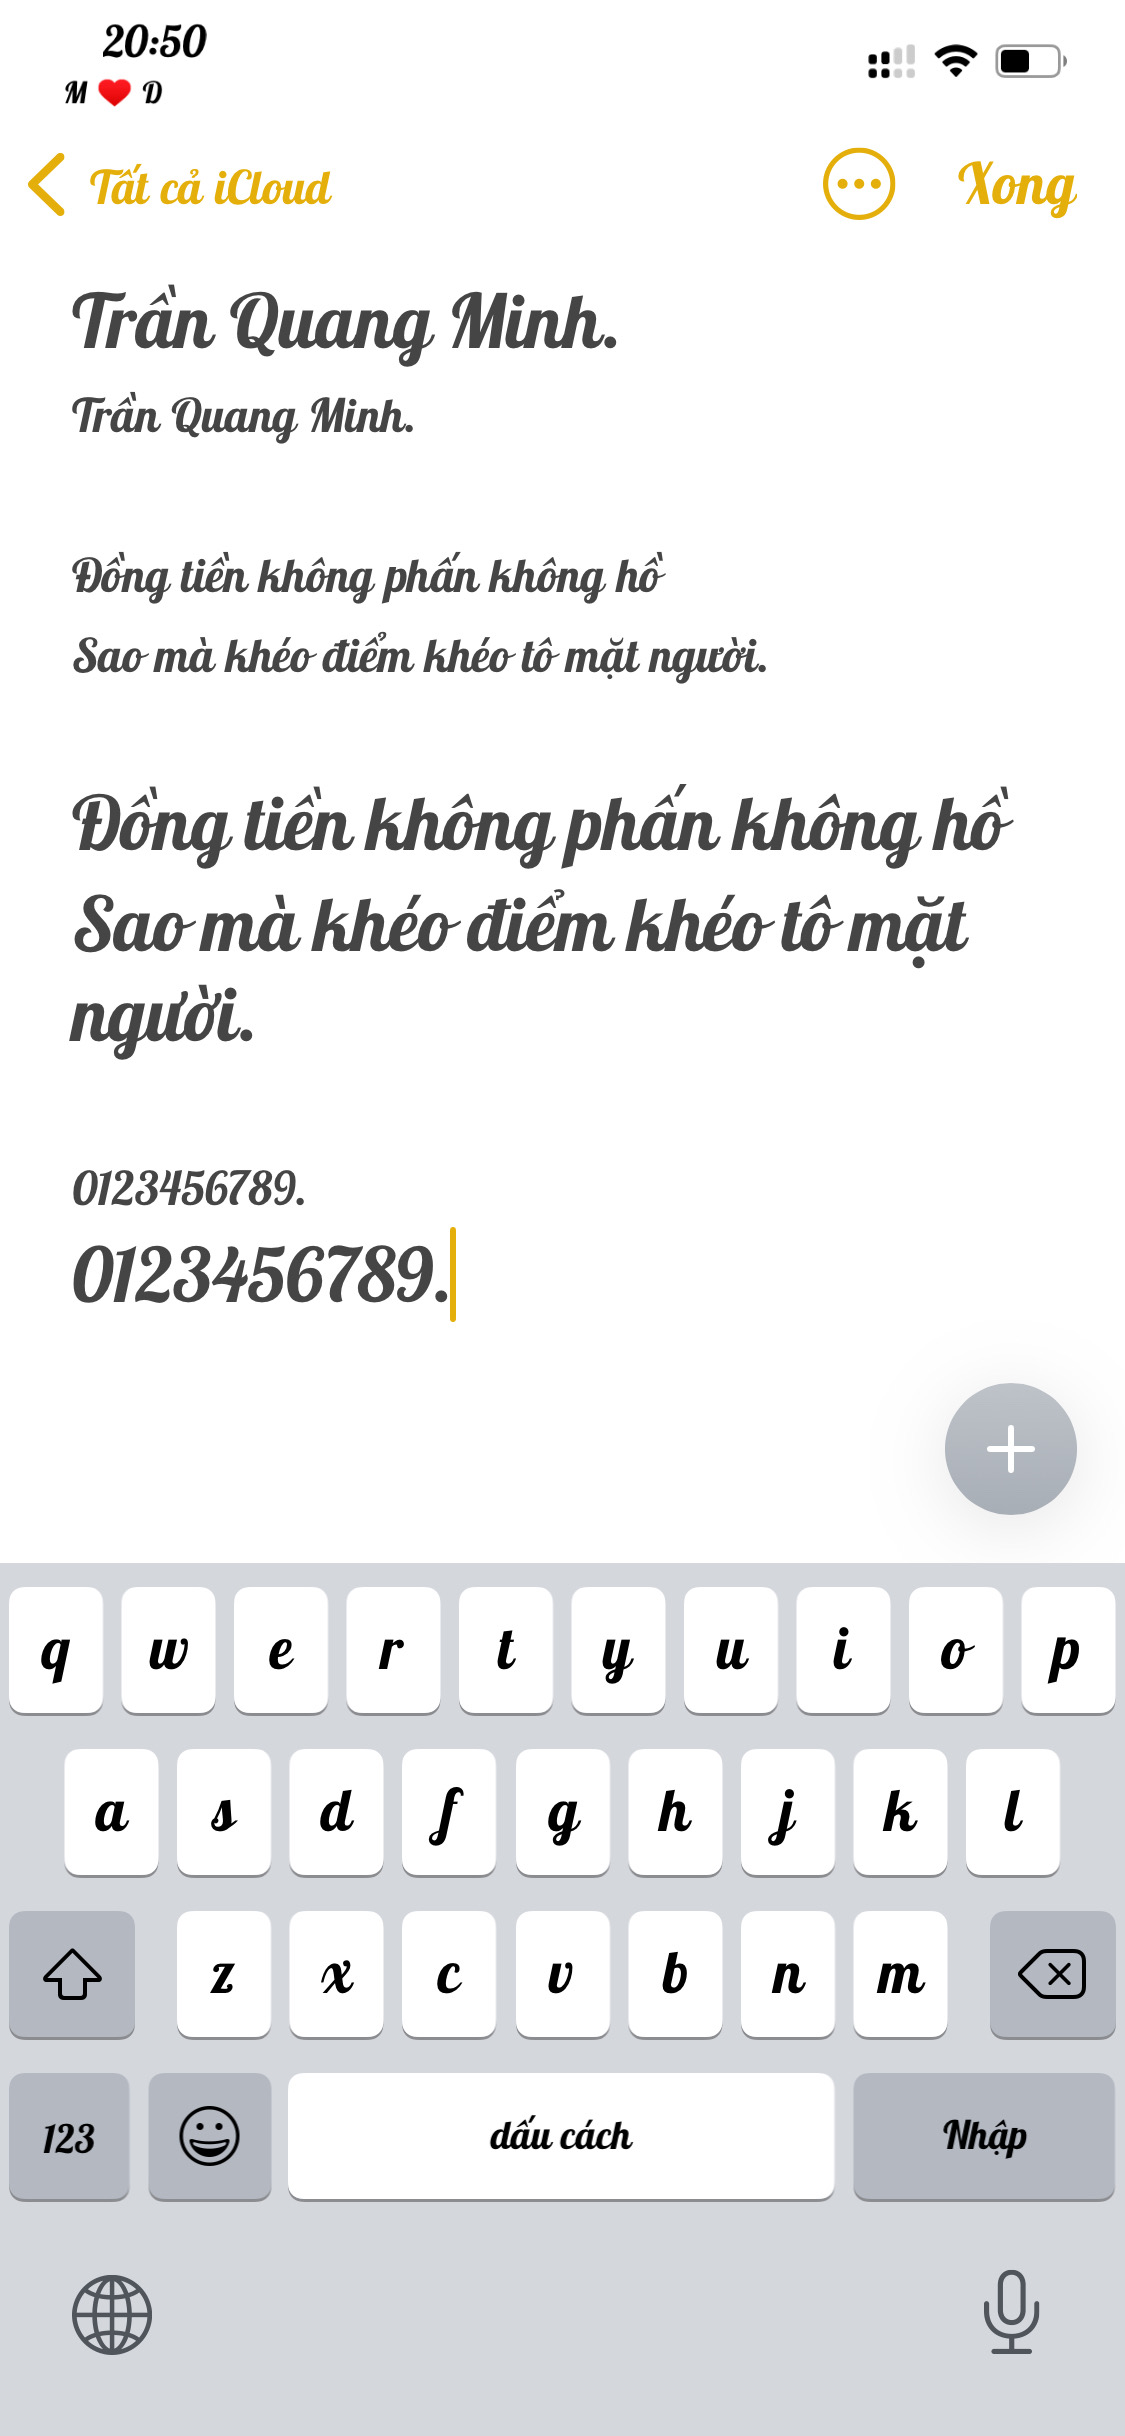 20:50
M ❤️ D
Tất cả iCloud
Xong
Trần Quang Minh.
Trần Quang Minh.
Đồng tiền không phấn không hồ
Sao mà khéo điểm khéo tô mặt người.
Đồng tiền không phấn không hồ
Sao mà khéo điểm khéo tô mặt
người.
0123456789.
0123456789.
q w e r t y u i o p
a s d f g h j k l
z x c v b n m
123 dấu cách Nhập